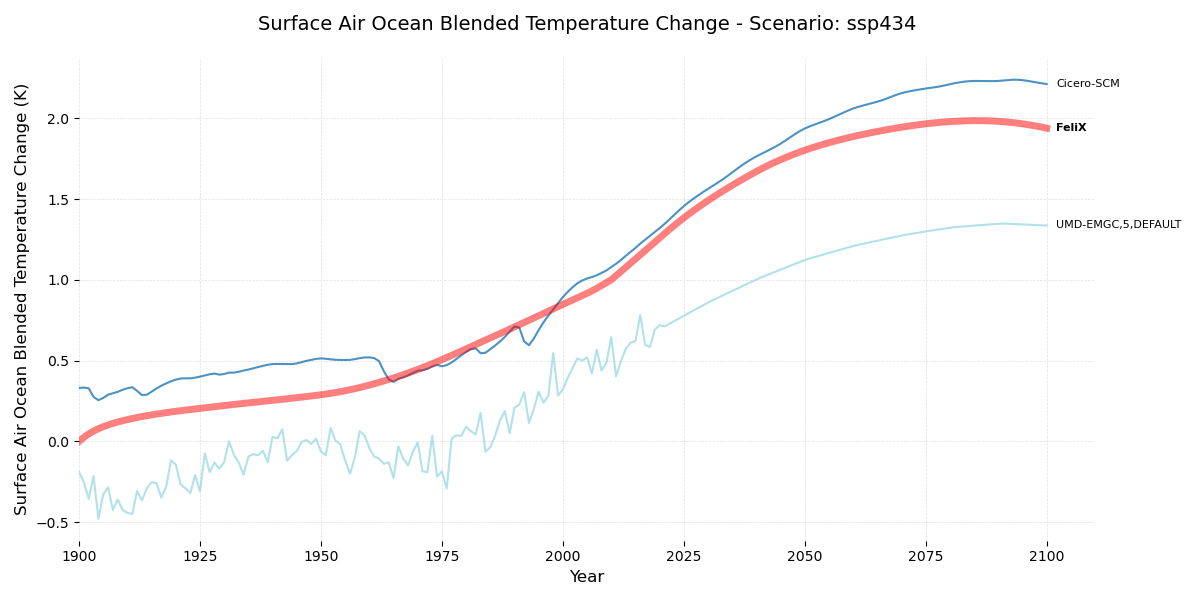 Surface Air Ocean Blended Temperature Change - Scenario: ssp434
Surface Air Ocean Blended Temperature Change (K)
2.0
1.5
1.0
0.5
0.0
−0.5
Cicero-SCM
FeliX
UMD-EMGC,5,DEFAULT
1900 1925 1950 1975 2000 2025 2050 2075 2100
Year